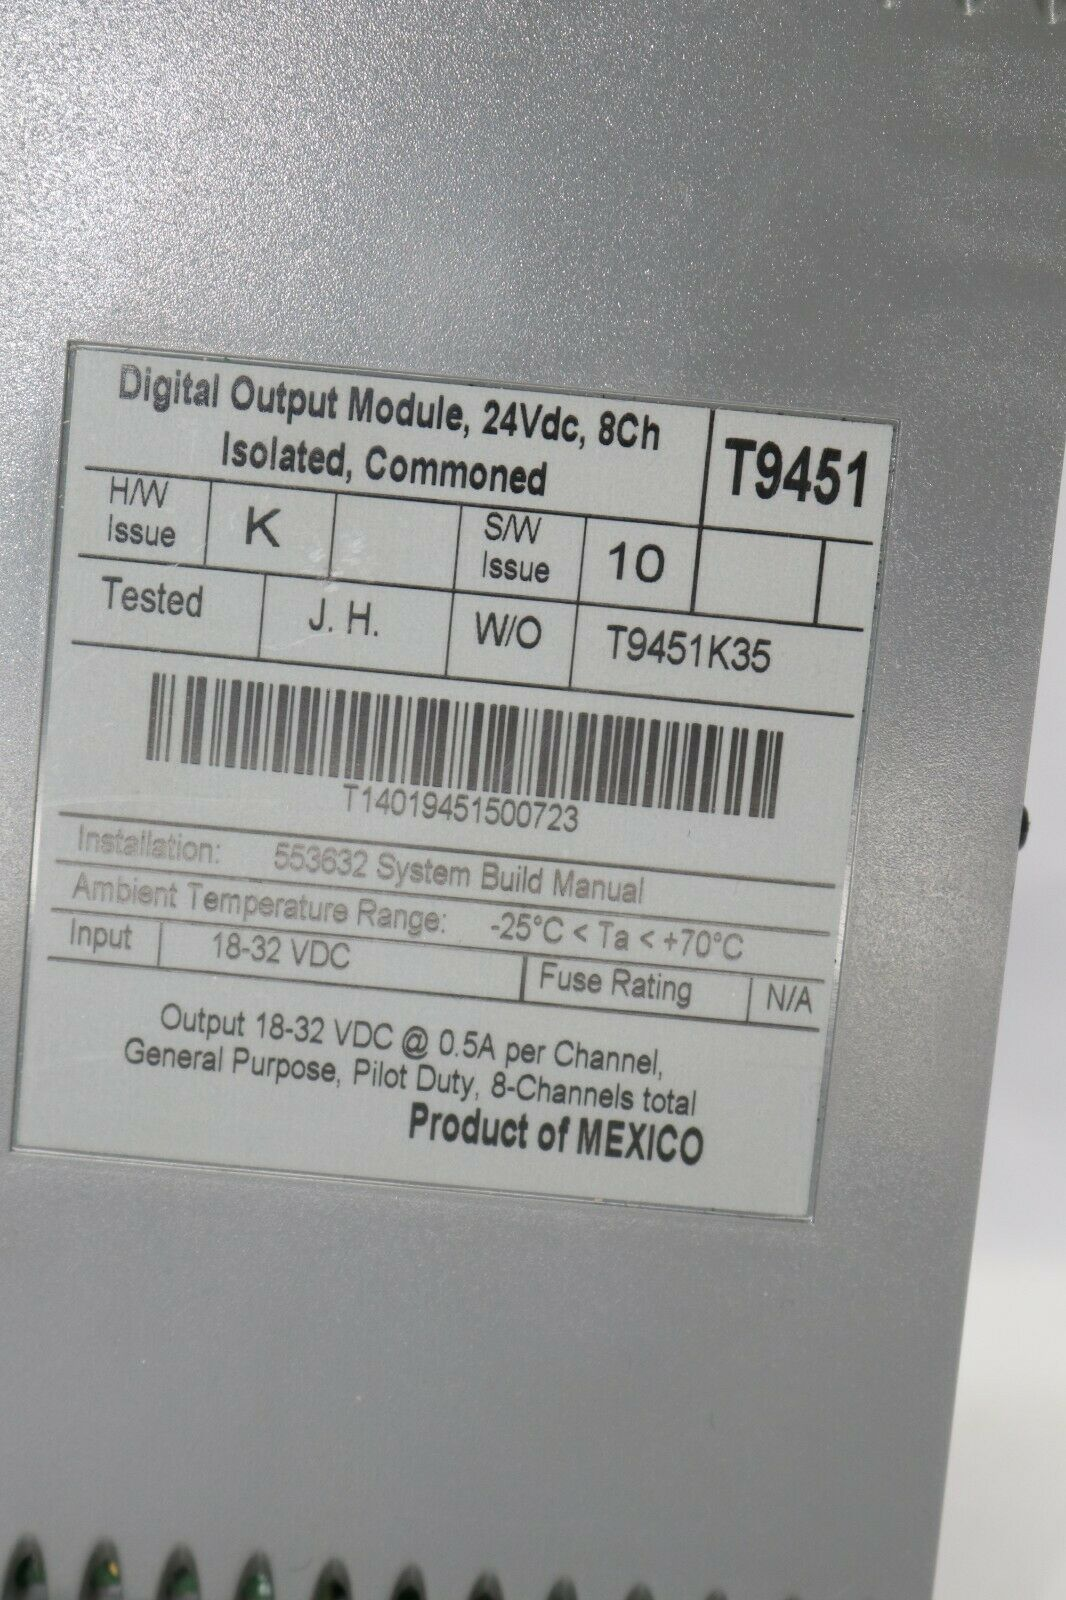 Digital Output Module, 24Vdc, 8Ch
Isolated, Commoned
T9451
H/W Issue K S/W Issue 10
Tested J. H. W/O T9451K35
T14019451500723
Installation: 553632 System Build Manual
Ambient Temperature Range: -25°C < Ta < +70°C
Input 18-32 VDC Fuse Rating N/A
Output 18-32 VDC @ 0.5A per Channel,
General Purpose, Pilot Duty, 8-Channels total
Product of MEXICO